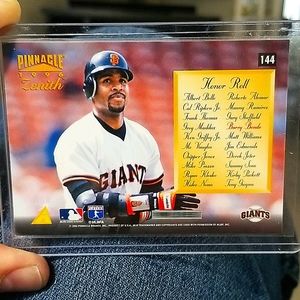 PINNACLE
1996
Zenith
144
Honor Roll
Albert Belle Roberto Alomar
Cal Ripken Jr. Manny Ramirez
Frank Thomas Gary Sheffield
Greg Maddux Barry Bonds
Ken Griffey Jr. Matt Williams
Mo Vaughn Jim Edmonds
Chipper Jones Derek Jeter
Mike Piazza Sammy Sosa
Ryan Klesko Kirby Puckett
Hideo Nomo Tony Gwynn
GIANTS
GIANTS